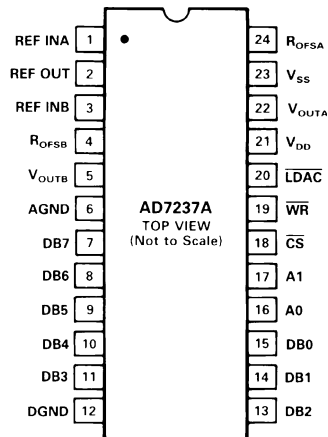 REF INA 1
REF OUT 2
REF INB 3
ROFSB 4
VOUTB 5
AGND 6
DB7 7
DB6 8
DB5 9
DB4 10
DB3 11
DGND 12
AD7237A
TOP VIEW
(Not to Scale)
24 ROFSA
23 VSS
22 VOUTA
21 VDD
20 LDAC
19 WR
18 CS
17 A1
16 A0
15 DB0
14 DB1
13 DB2